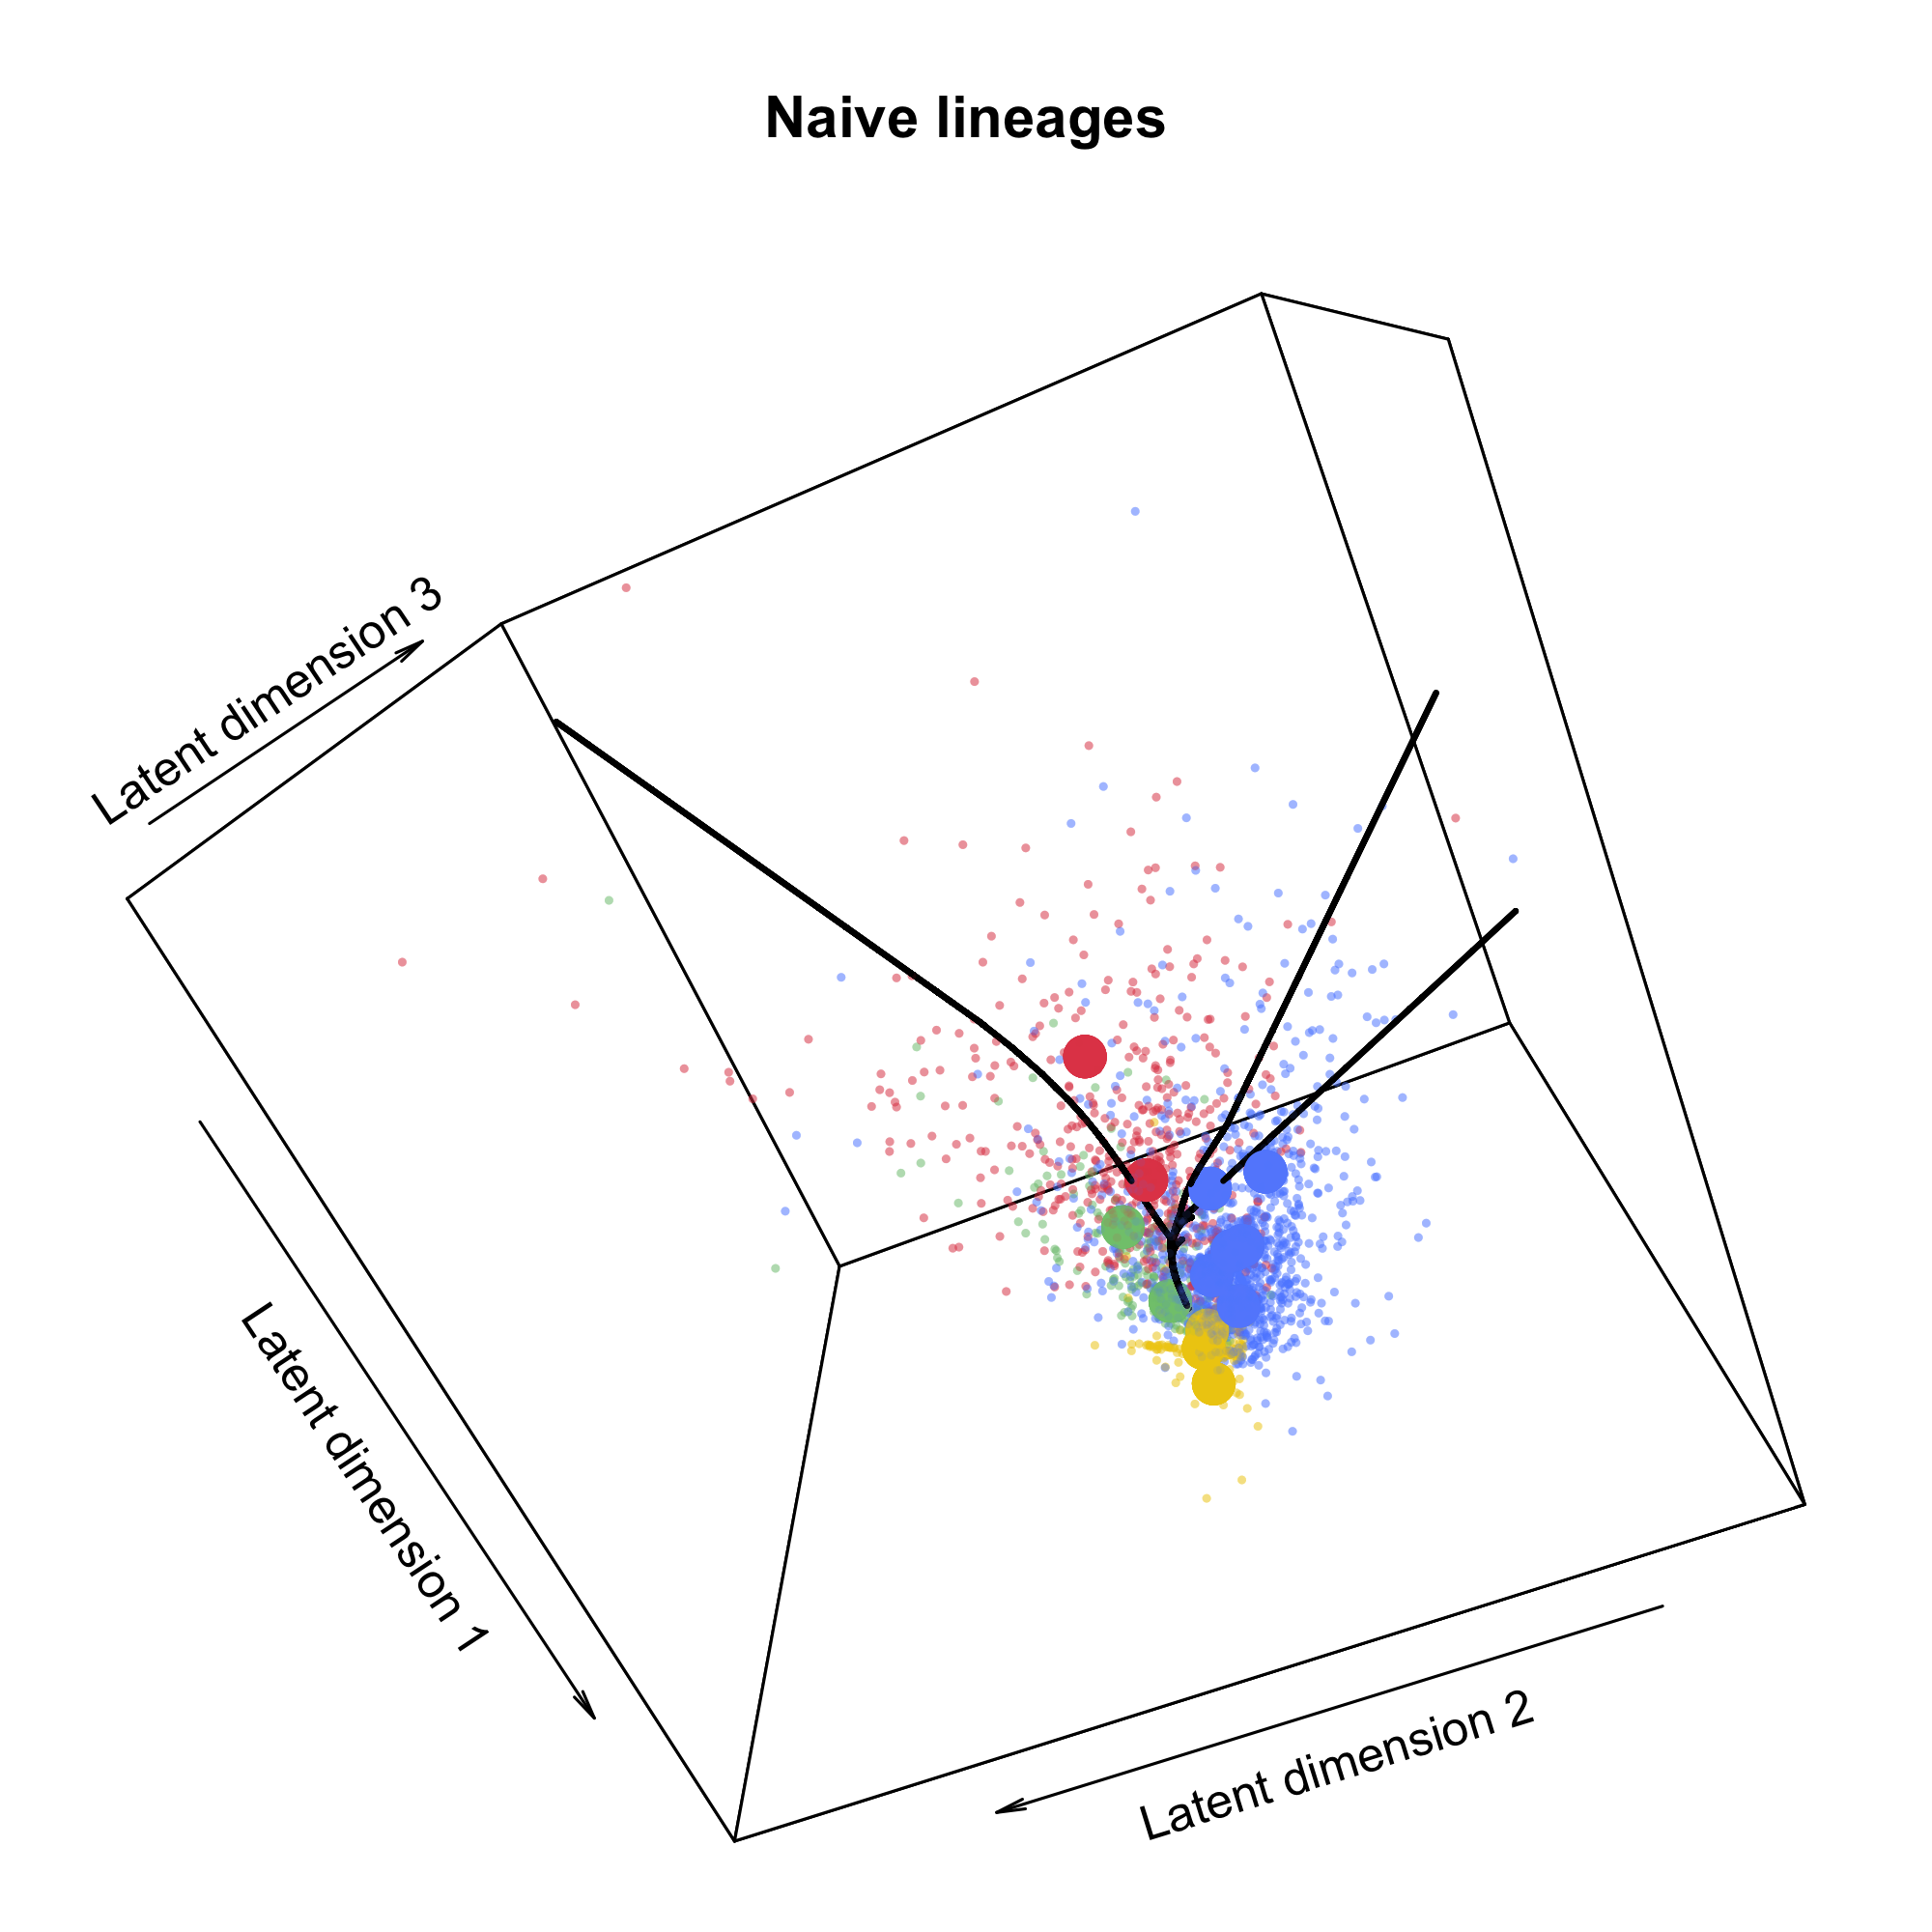 Naive lineages
Latent dimension 3
Latent dimension 1
Latent dimension 2